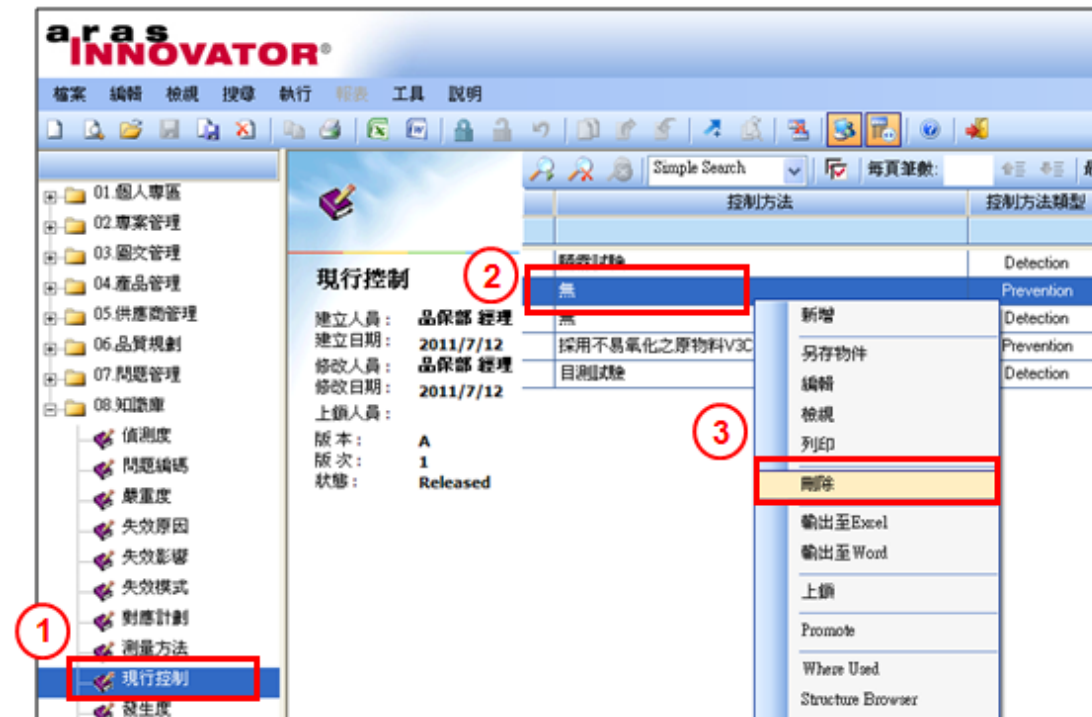 aras
INNOVATOR®
檔案 編輯 檢視 搜尋 執行 報表 工具 說明
Simple Search 每頁筆數:
控制方法 控制方法類型
01.個人專區
02.專案管理
03.圖文管理
04.產品管理
05.供應商管理
06.品質規劃
07.問題管理
08.知識庫
偵測度
問題編碼
嚴重度
失效原因
失效影響
失效模式
對應計劃
測量方法
1
現行控制
發生度
現行控制
建立人員: 品保部 經理
建立日期: 2011/7/12
修改人員: 品保部 經理
修改日期: 2011/7/12
上鎖人員:
版本: A
版次: 1
狀態: Released
2
Detection
無 Prevention
無 Detection
採用不易氧化之原物料V3C Prevention
目測試驗 Detection
3
新增
另存物件
編輯
檢視
列印
刪除
輸出至Excel
輸出至Word
上鎖
Promote
Where Used
Structure Browser